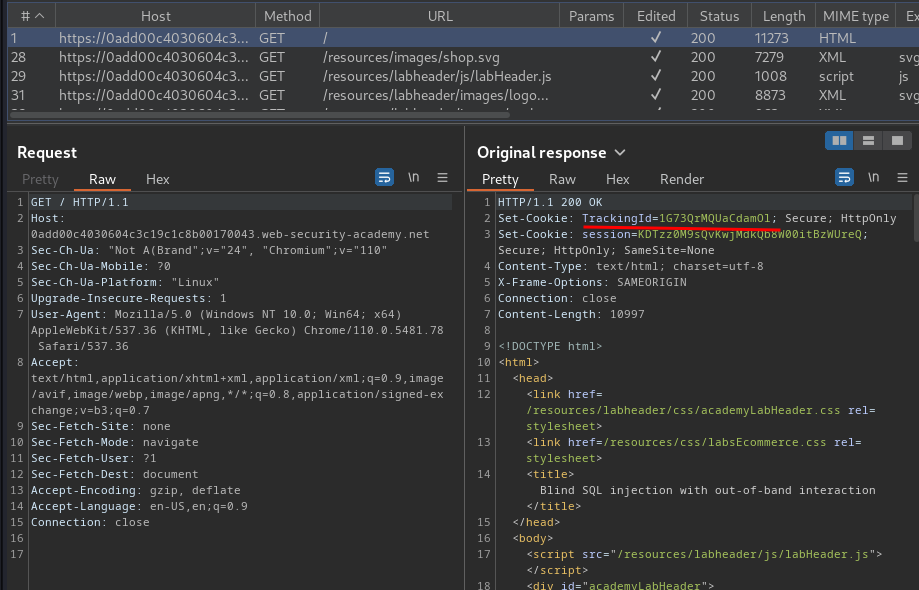 # Host Method URL Params Edited Status Length MIME type Ex
1 https://0add00c4030604c3... GET / ✓ 200 11273 HTML
28 https://0add00c4030604c3... GET /resources/images/shop.svg ✓ 200 7279 XML svg
29 https://0add00c4030604c3... GET /resources/labheader/js/labHeader.js ✓ 200 1008 script js
31 https://0add00c4030604c3... GET /resources/labheader/images/logo... ✓ 200 8873 XML svg
Request
Pretty Raw Hex \n
1 GET / HTTP/1.1
2 Host:
0add00c4030604c3c19c1c8b00170043.web-security-academy.net
3 Sec-Ch-Ua: "Not A(Brand";v="24", "Chromium";v="110"
4 Sec-Ch-Ua-Mobile: ?0
5 Sec-Ch-Ua-Platform: "Linux"
6 Upgrade-Insecure-Requests: 1
7 User-Agent: Mozilla/5.0 (Windows NT 10.0; Win64; x64)
AppleWebKit/537.36 (KHTML, like Gecko) Chrome/110.0.5481.78
Safari/537.36
8 Accept:
text/html,application/xhtml+xml,application/xml;q=0.9,image
/avif,image/webp,image/apng,*/*;q=0.8,application/signed-ex
change;v=b3;q=0.7
9 Sec-Fetch-Site: none
10 Sec-Fetch-Mode: navigate
11 Sec-Fetch-User: ?1
12 Sec-Fetch-Dest: document
13 Accept-Encoding: gzip, deflate
14 Accept-Language: en-US,en;q=0.9
15 Connection: close
16
17
Original response
Pretty Raw Hex Render \n
1 HTTP/1.1 200 OK
2 Set-Cookie: TrackingId=1G73QrMQUaCdamOl; Secure; HttpOnly
3 Set-Cookie: session=KDTzz0M9sQvKwjMdkQb8W00itBzWUreQ;
Secure; HttpOnly; SameSite=None
4 Content-Type: text/html; charset=utf-8
5 X-Frame-Options: SAMEORIGIN
6 Connection: close
7 Content-Length: 10997
8
9 <!DOCTYPE html>
10 <html>
11 <head>
12 <link href=
/resources/labheader/css/academyLabHeader.css rel=
stylesheet>
13 <link href=/resources/css/labsEcommerce.css rel=
stylesheet>
14 <title>
Blind SQL injection with out-of-band interaction
</title>
15 </head>
16 <body>
17 <script src="/resources/labheader/js/labHeader.js">
</script>
18 <div id="academyLabHeader">